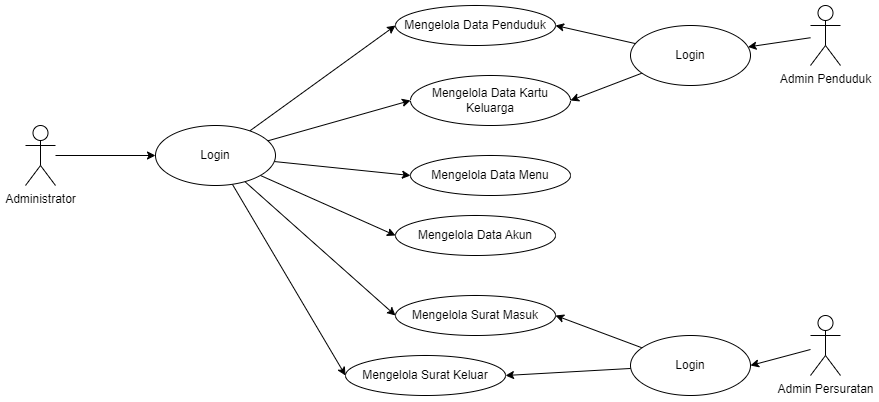 Mengelola Data Penduduk
Login
Admin Penduduk
Mengelola Data Kartu
Keluarga
Login
Administrator
Mengelola Data Menu
Mengelola Data Akun
Mengelola Surat Masuk
Login
Admin Persuratan
Mengelola Surat Keluar